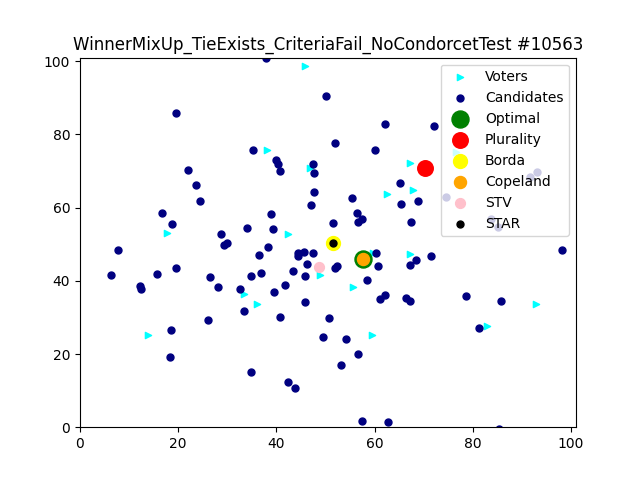 WinnerMixUp_TieExists_CriteriaFail_NoCondorcetTest #10563
100
80
60
40
20
0
0 20 40 60 80 100
Voters
Candidates
Optimal
Plurality
Borda
Copeland
STV
STAR